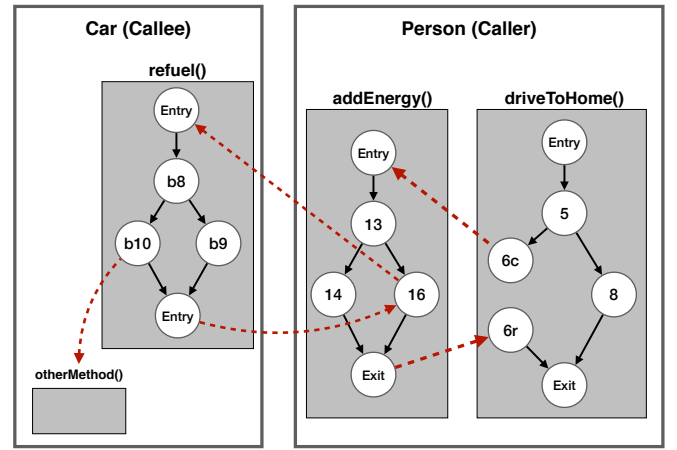 Car (Callee)
refuel()
Entry
b8
b10
b9
Entry
otherMethod()
Person (Caller)
addEnergy()
Entry
13
14
16
Exit
driveToHome()
Entry
5
6c
8
6r
Exit